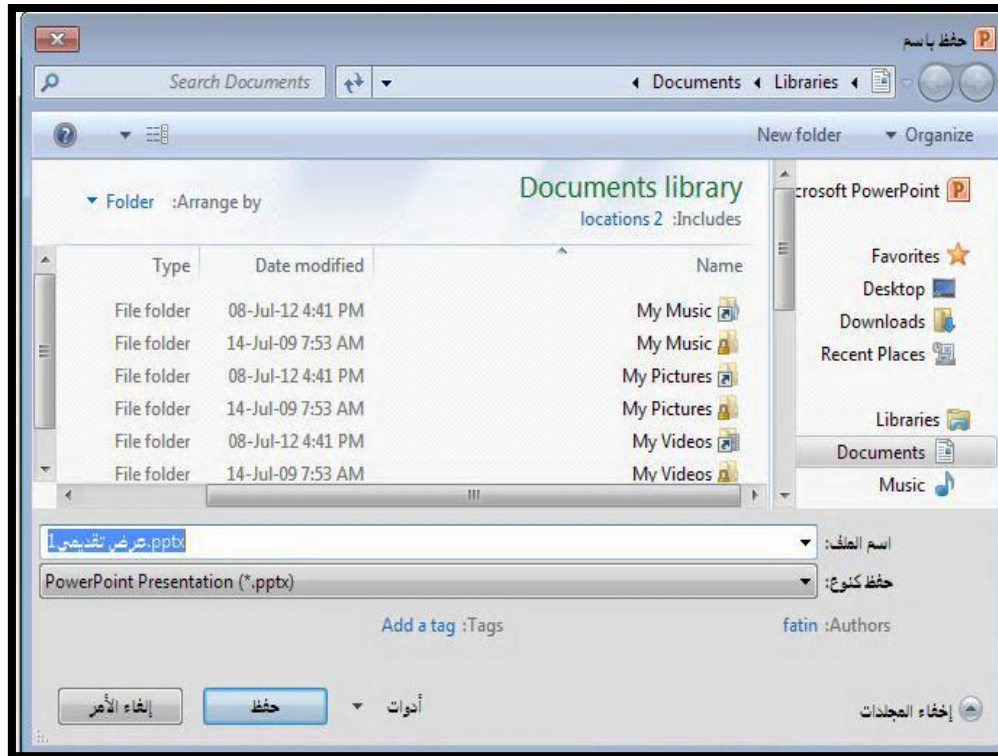 حفظ باسم
Libraries Documents Search Documents
Organize New folder
crosoft PowerPoint
Favorites
Desktop
Downloads
Recent Places
Libraries
Documents
Music
Documents library
Includes: 2 locations
Arrange by: Folder
Name Date modified Type
My Music 08-Jul-12 4:41 PM File folder
My Music 14-Jul-09 7:53 AM File folder
My Pictures 08-Jul-12 4:41 PM File folder
My Pictures 14-Jul-09 7:53 AM File folder
My Videos 08-Jul-12 4:41 PM File folder
My Videos 14-Jul-09 7:53 AM File folder
اسم الملف: عرض تقديمي1.pptx
حفظ كنوع: PowerPoint Presentation (*.pptx)
Authors: fatin Tags: Add a tag
إخفاء المجلدات أدوات حفظ إلغاء الأمر